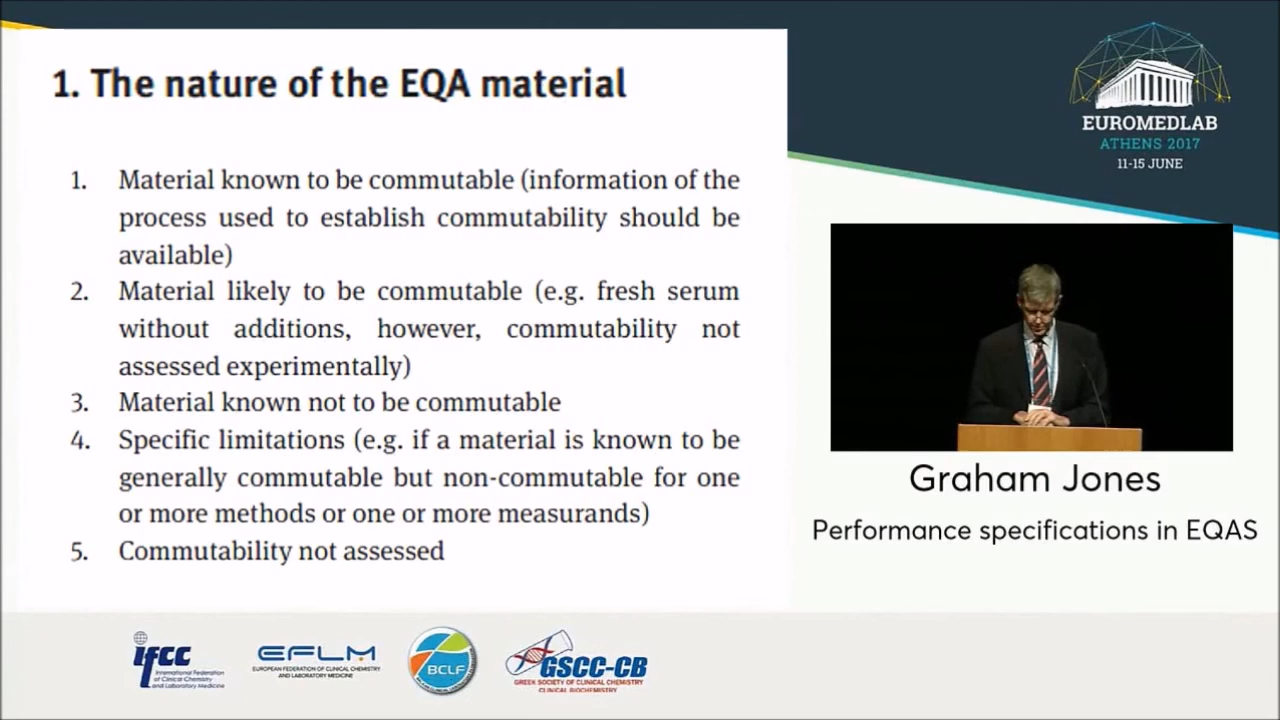 1. The nature of the EQA material
1. Material known to be commutable (information of the
process used to establish commutability should be
available)
2. Material likely to be commutable (e.g. fresh serum
without additions, however, commutability not
assessed experimentally)
3. Material known not to be commutable
4. Specific limitations (e.g. if a material is known to be
generally commutable but non-commutable for one
or more methods or one or more measurands)
5. Commutability not assessed
EUROMEDLAB
ATHENS 2017
11-15 JUNE
Graham Jones
Performance specifications in EQAS
ifcc
International Federation
of Clinical Chemistry
and Laboratory Medicine
EFLM
EUROPEAN FEDERATION OF CLINICAL CHEMISTRY
AND LABORATORY MEDICINE
BCLF
GSCC-CB
GREEK SOCIETY OF CLINICAL CHEMISTRY
CLINICAL BIOCHEMISTRY